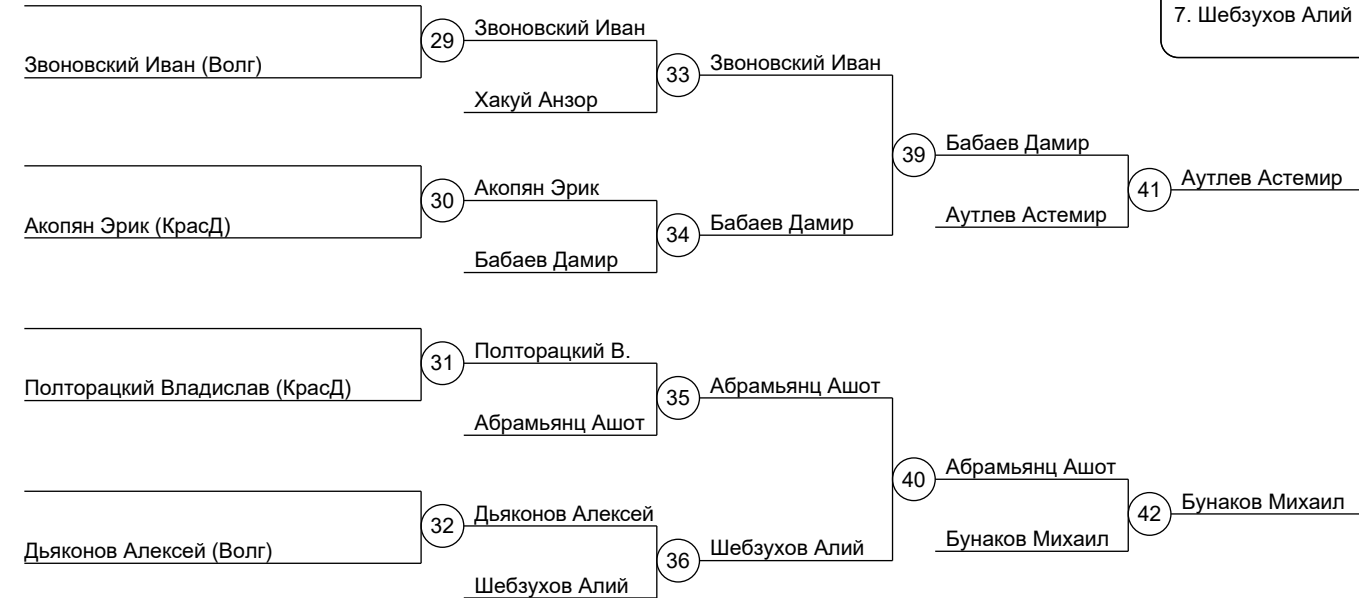 7. Шебзухов Алий
29
Звоновский Иван
Звоновский Иван (Волг)
33
Звоновский Иван
Хакуй Анзор
39
Бабаев Дамир
30
Акопян Эрик
41
Аутлев Астемир
Акопян Эрик (КрасД)
34
Бабаев Дамир
Аутлев Астемир
Бабаев Дамир
31
Полторацкий В.
Полторацкий Владислав (КрасД)
35
Абрамьянц Ашот
Абрамьянц Ашот
40
Абрамьянц Ашот
32
Дьяконов Алексей
42
Бунаков Михаил
Дьяконов Алексей (Волг)
36
Шебзухов Алий
Бунаков Михаил
Шебзухов Алий